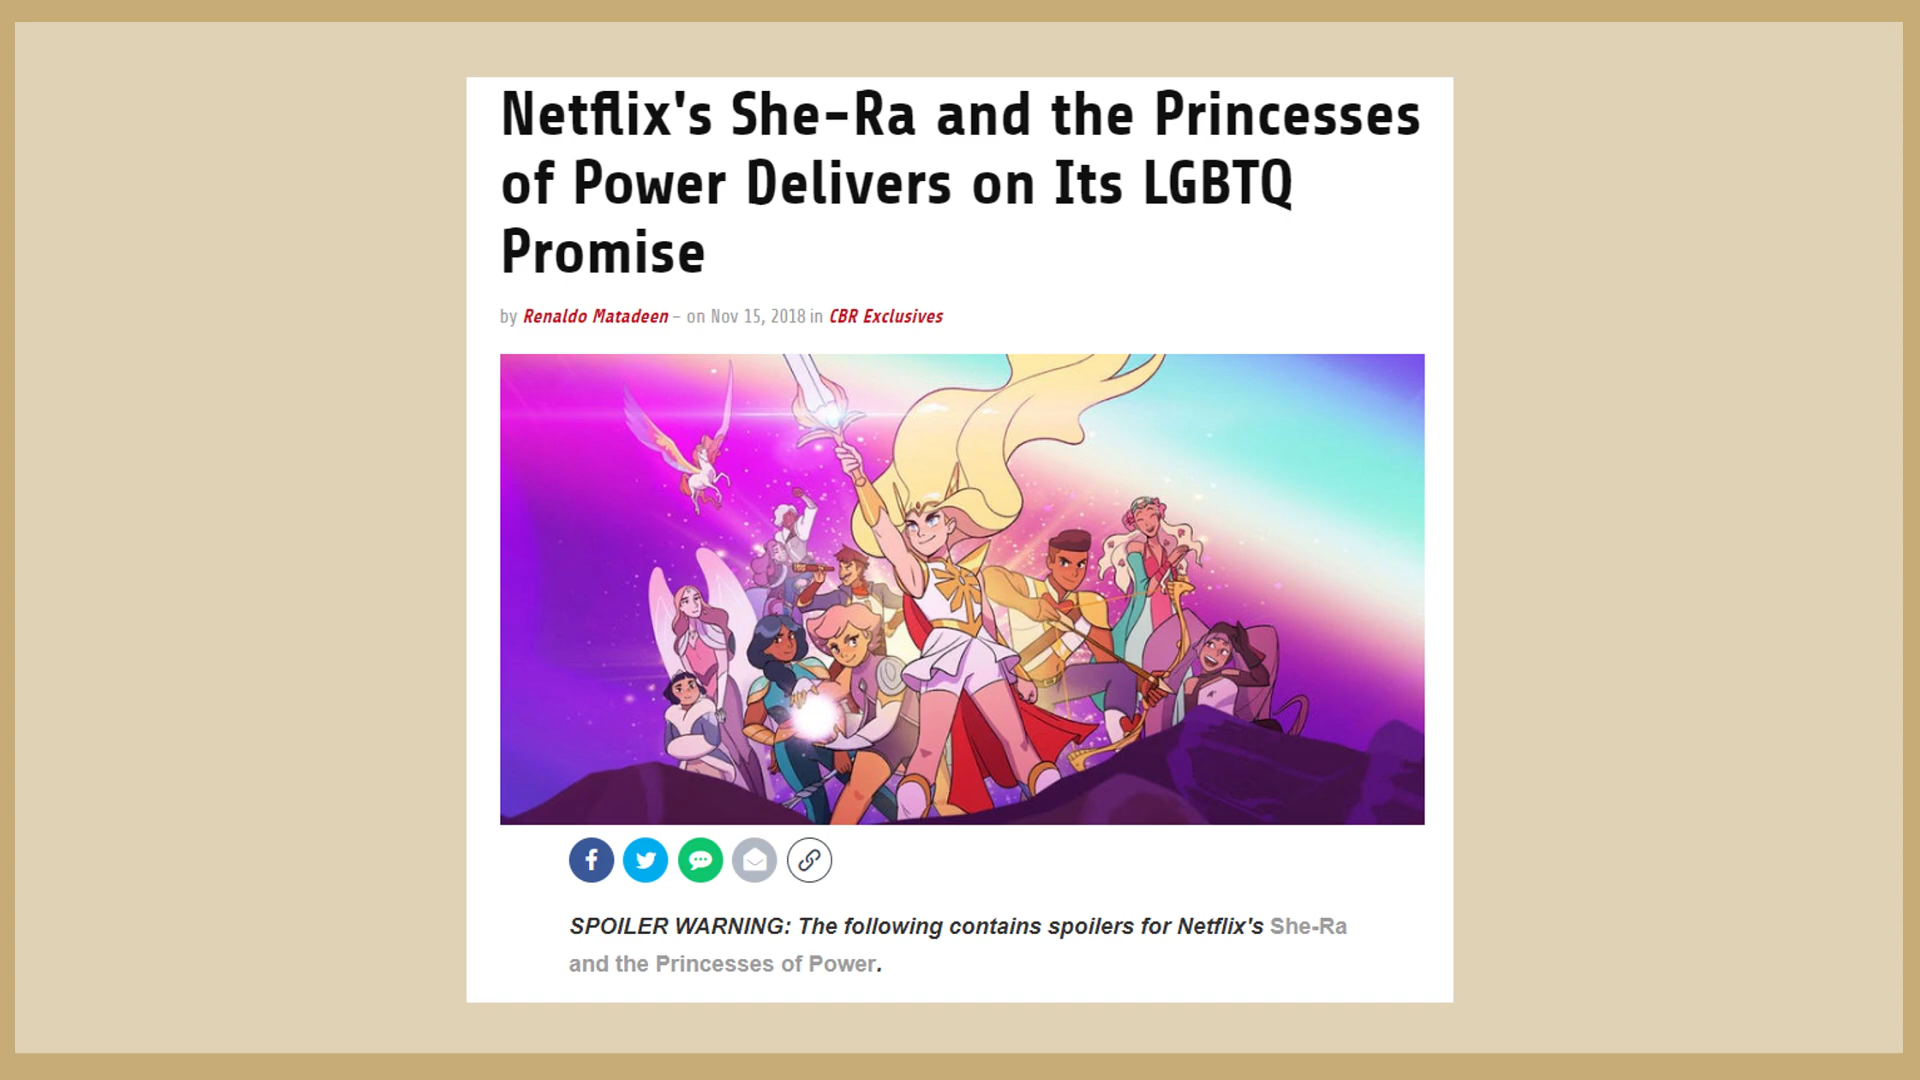 Netflix's She-Ra and the Princesses
of Power Delivers on Its LGBTQ
Promise
by Renaldo Matadeen – on Nov 15, 2018 in CBR Exclusives
SPOILER WARNING: The following contains spoilers for Netflix's She-Ra
and the Princesses of Power.